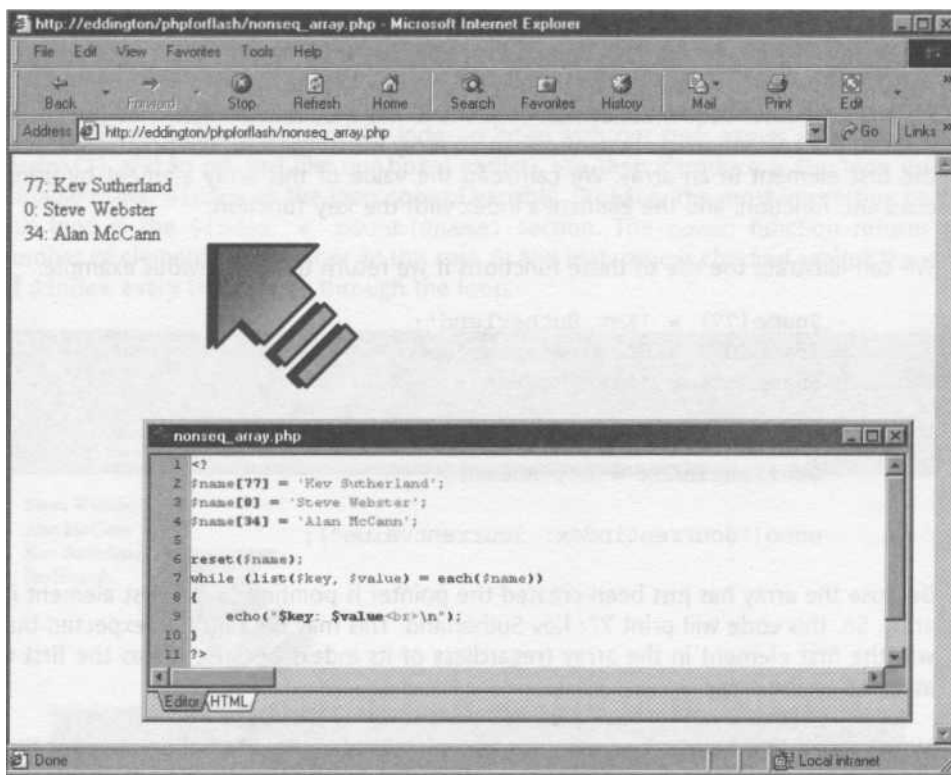 http://eddington/phpforflash/nonseq_array.php - Microsoft Internet Explorer
File Edit View Favorites Tools Help
Back Forward Stop Refresh Home Search Favorites History Mail Print Edit
Address http://eddington/phpforflash/nonseq_array.php Go Links »
77: Kev Sutherland
0: Steve Webster
34: Alan McCann
nonseq_array.php
1 <?
2 $name[77] = 'Kev Sutherland';
3 $name[0] = 'Steve Webster';
4 $name[34] = 'Alan McCann';
5
6 reset($name);
7 while (list($key, $value) = each($name))
8 {
9 echo("$key: $value<br>\n");
10 }
11 ?>
Editor HTML
Done Local intranet